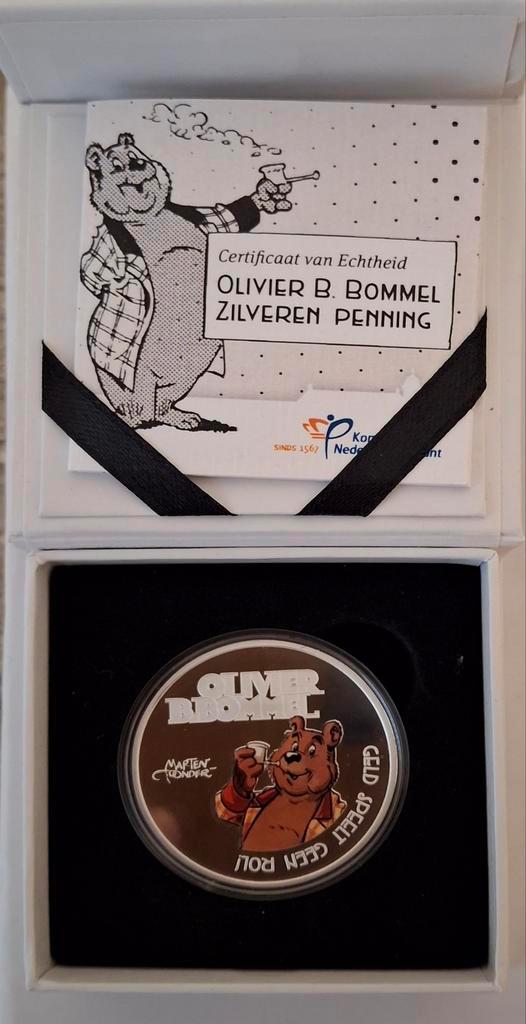 Certificaat van Echtheid
OLIVIER B. BOMMEL
ZILVEREN PENNING
SINDS 1567
OLIVIER
B.BOMMEL
MARTEN
TOONDER
GELD SPEELT GEEN ROL!